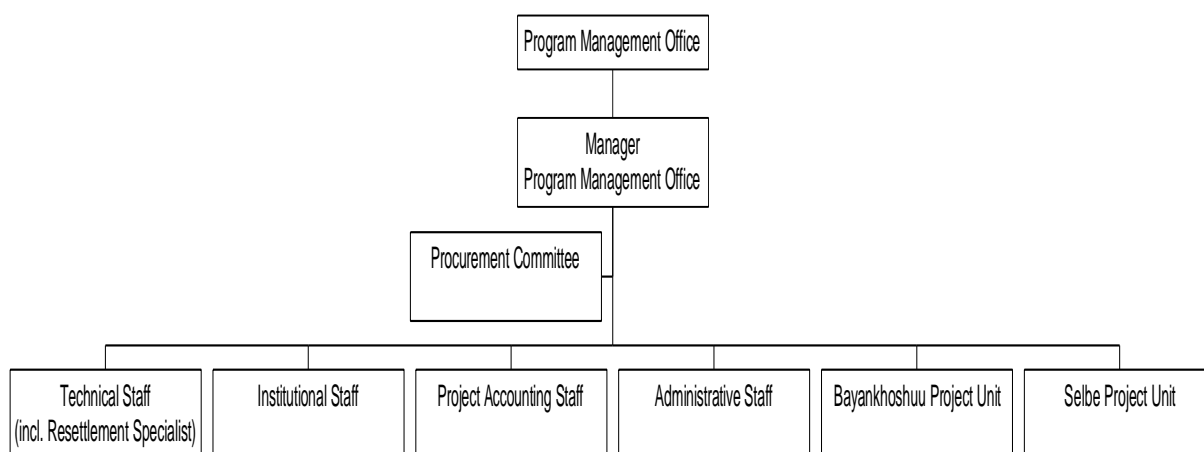 Program Management Office
Manager
Program Management Office
Procurement Committee
Technical Staff
(incl. Resettlement Specialist)
Institutional Staff
Project Accounting Staff
Administrative Staff
Bayankhoshuu Project Unit
Selbe Project Unit